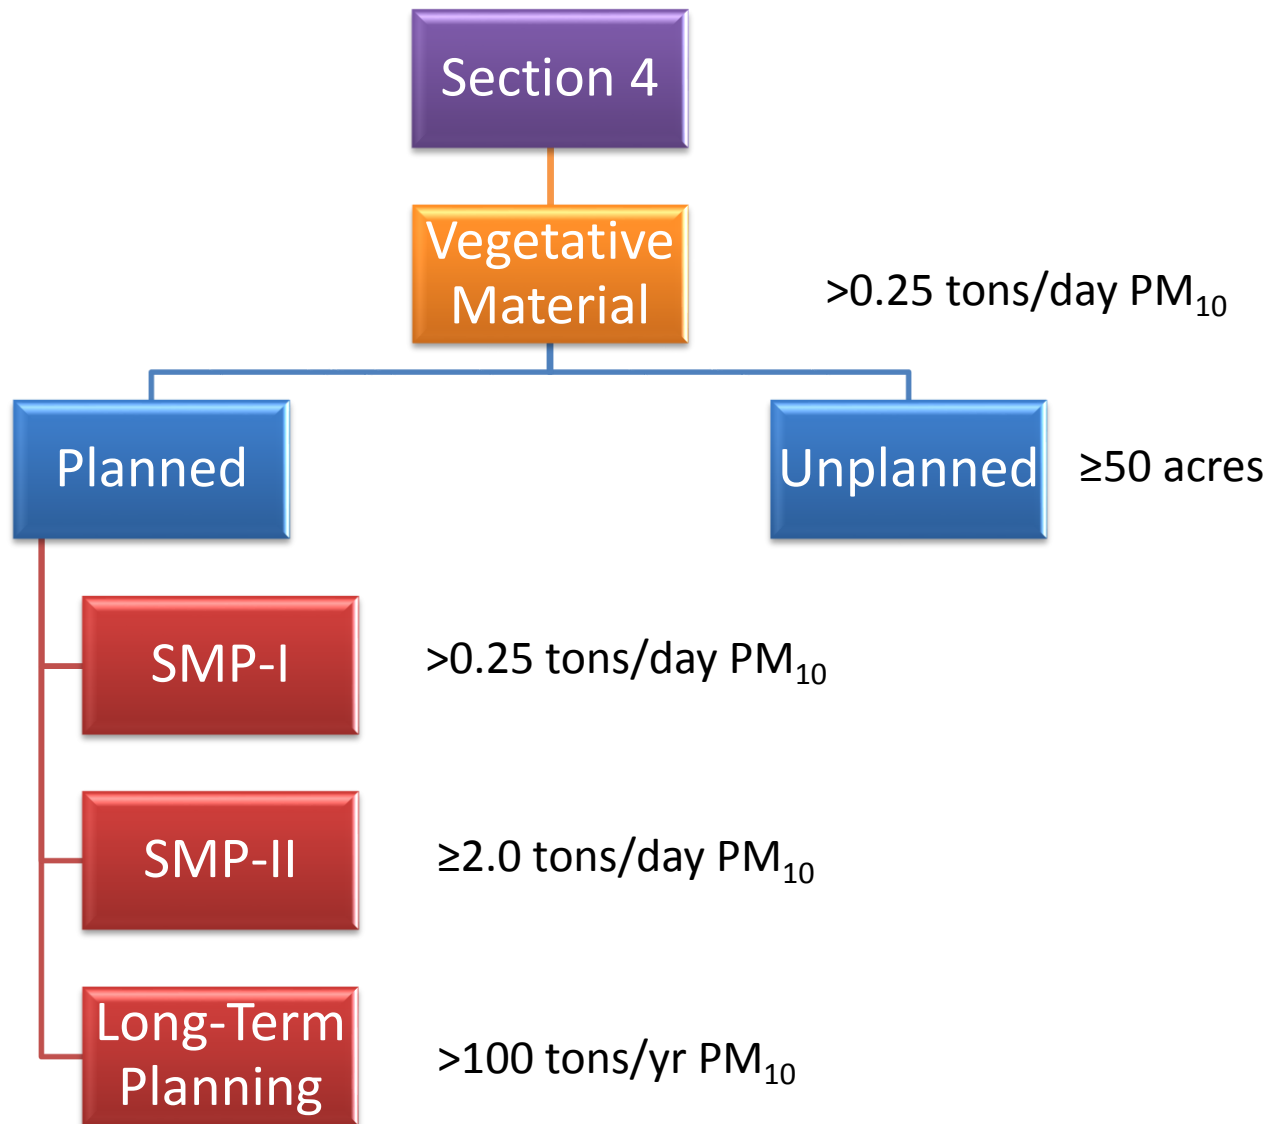 Section 4
Vegetative
Material
>0.25 tons/day PM₁₀
Planned
Unplanned
≥50 acres
SMP-I
>0.25 tons/day PM₁₀
SMP-II
≥2.0 tons/day PM₁₀
Long-Term
Planning
>100 tons/yr PM₁₀